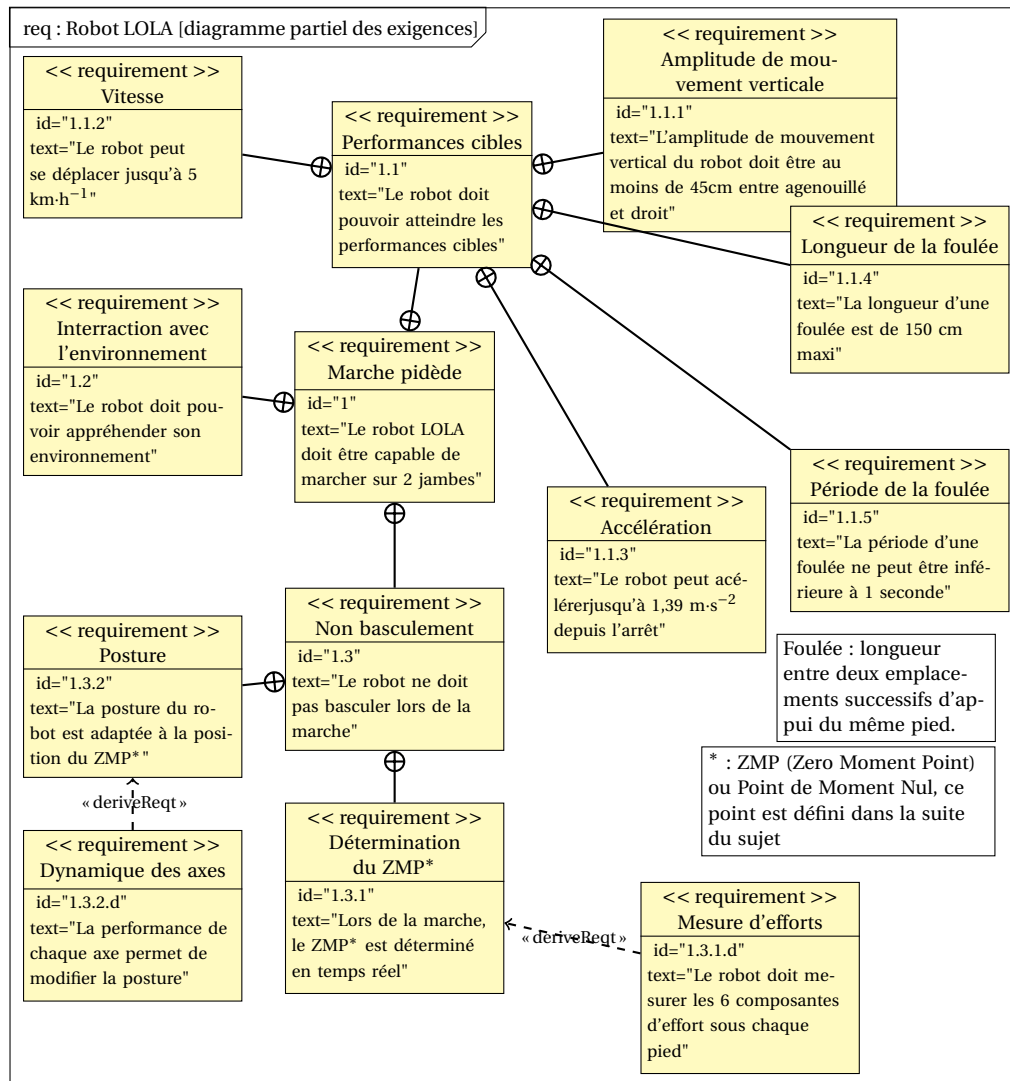 req : Robot LOLA [diagramme partiel des exigences]
<< requirement >>
Vitesse
id="1.1.2"
text="Le robot peut
se déplacer jusqu'à 5
km·h⁻¹"
<< requirement >>
Performances cibles
id="1.1"
text="Le robot doit
pouvoir atteindre les
performances cibles"
<< requirement >>
Amplitude de mou-
vement verticale
id="1.1.1"
text="L'amplitude de mouvement
vertical du robot doit être au
moins de 45cm entre agenouillé
et droit"
<< requirement >>
Longueur de la foulée
id="1.1.4"
text="La longueur d'une
foulée est de 150 cm
maxi"
<< requirement >>
Interraction avec
l'environnement
id="1.2"
text="Le robot doit pou-
voir appréhender son
environnement"
<< requirement >>
Marche pidède
id="1"
text="Le robot LOLA
doit être capable de
marcher sur 2 jambes"
<< requirement >>
Accélération
id="1.1.3"
text="Le robot peut acé-
lérerjusqu'à 1,39 m·s⁻²
depuis l'arrêt"
<< requirement >>
Période de la foulée
id="1.1.5"
text="La période d'une
foulée ne peut être infé-
rieure à 1 seconde"
<< requirement >>
Non basculement
id="1.3"
text="Le robot ne doit
pas basculer lors de la
marche"
<< requirement >>
Posture
id="1.3.2"
text="La posture du ro-
bot est adaptée à la posi-
tion du ZMP*"
Foulée : longueur
entre deux emplace-
ments successifs d'ap-
pui du même pied.
* : ZMP (Zero Moment Point)
ou Point de Moment Nul, ce
point est défini dans la suite
du sujet
« deriveReqt »
<< requirement >>
Dynamique des axes
id="1.3.2.d"
text="La performance de
chaque axe permet de
modifier la posture"
<< requirement >>
Détermination
du ZMP*
id="1.3.1"
text="Lors de la marche,
le ZMP* est déterminé
en temps réel"
« deriveReqt »
<< requirement >>
Mesure d'efforts
id="1.3.1.d"
text="Le robot doit me-
surer les 6 composantes
d'effort sous chaque
pied"